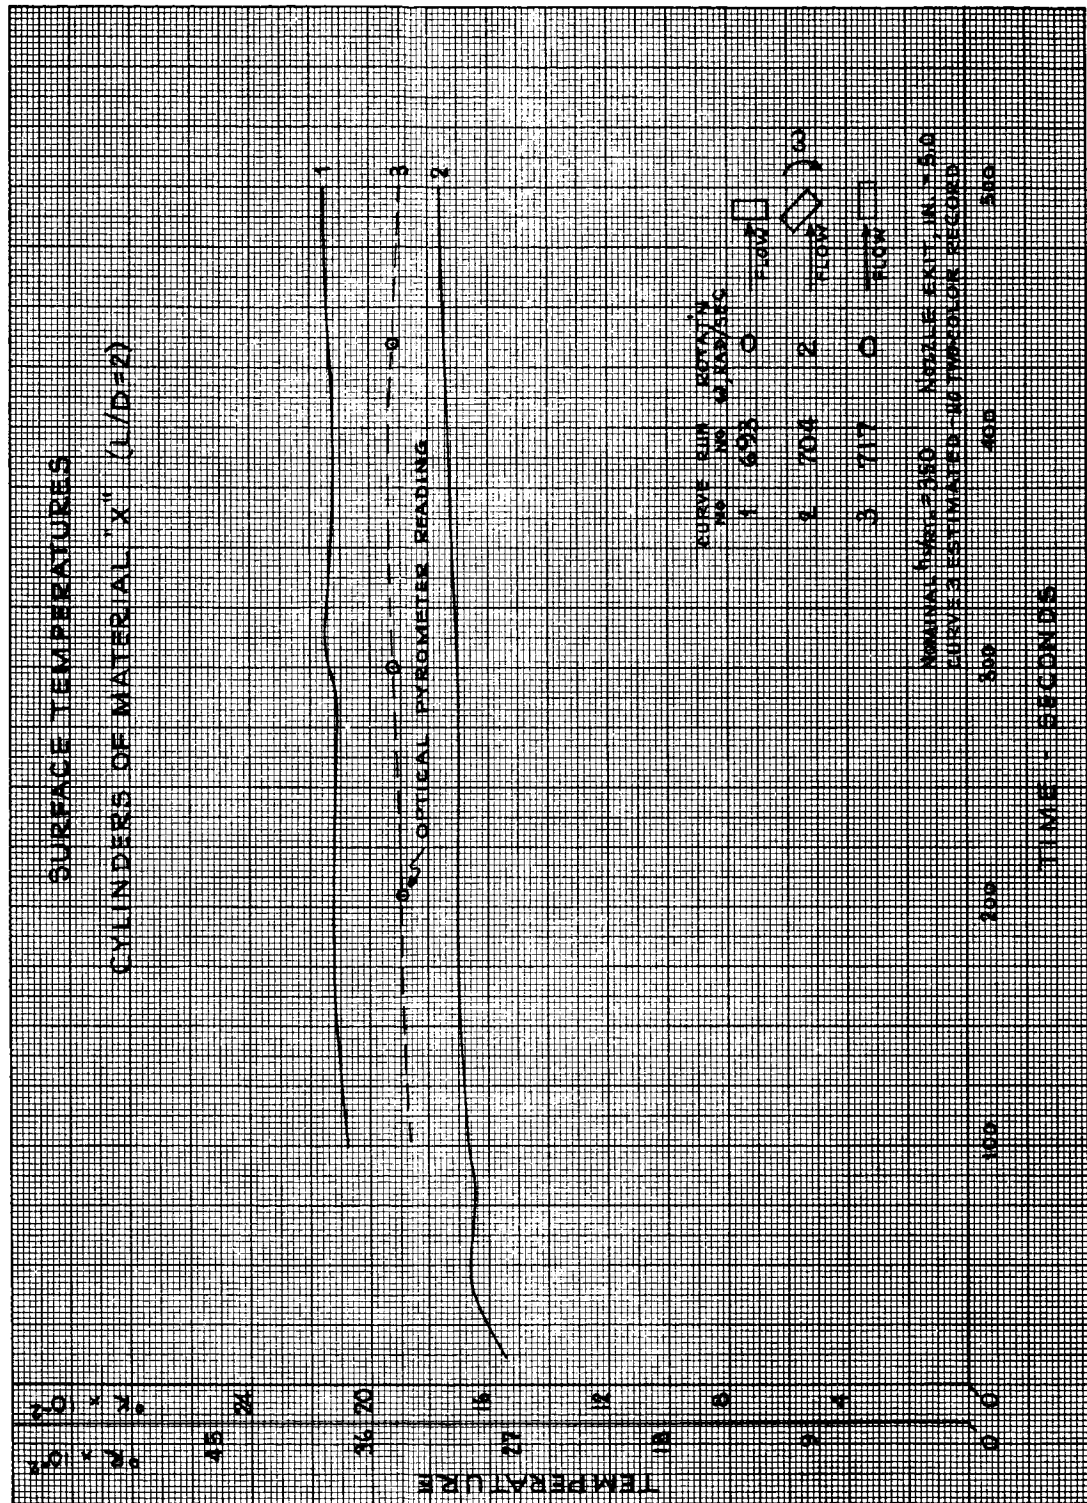 SURFACE TEMPERATURES
CYLINDERS OF MATERIAL "X" (L/D=2)
1
3
2
OPTICAL PYROMETER READING
CURVE NO RUN NO ROTAT'N ω, RAD/SEC
1 693 0 FLOW
2 704 2 FLOW ω
3 717 0 FLOW
NOMINAL = 350 NOZZLE EXIT, IN. - 5.0
CURVE 3 ESTIMATED - NO TWO-COLOR RECORD
TEMPERATURE
45
36
27
18
9
0
24
20
16
12
8
4
0
100
200
300
400
500
TIME - SECONDS